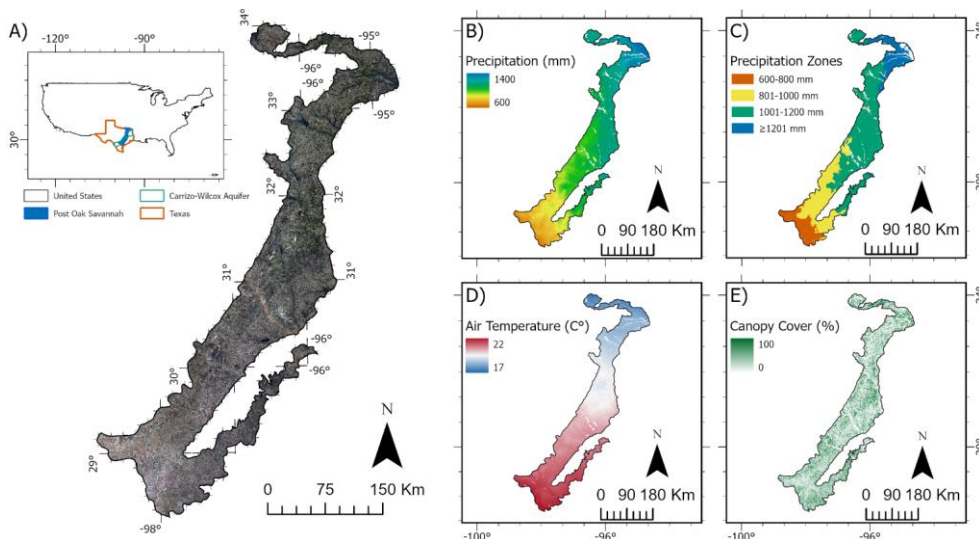 A)
-120°
-90°
30°
United States
Carrizo-Wilcox Aquifer
Post Oak Savannah
Texas
34°
-95°
-96°
-96°
33°
-95°
32°
32°
31°
31°
-96°
-96°
30°
29°
-98°
N
0 75 150 Km
B)
Precipitation (mm)
1400
600
N
0 90 180 Km
C)
Precipitation Zones
600-800 mm
801-1000 mm
1001-1200 mm
≥1201 mm
N
0 90 180 Km
D)
Air Temperature (C°)
22
17
N
0 90 180 Km
-100°
-96°
E)
Canopy Cover (%)
100
0
N
0 90 180 Km
-100°
-96°